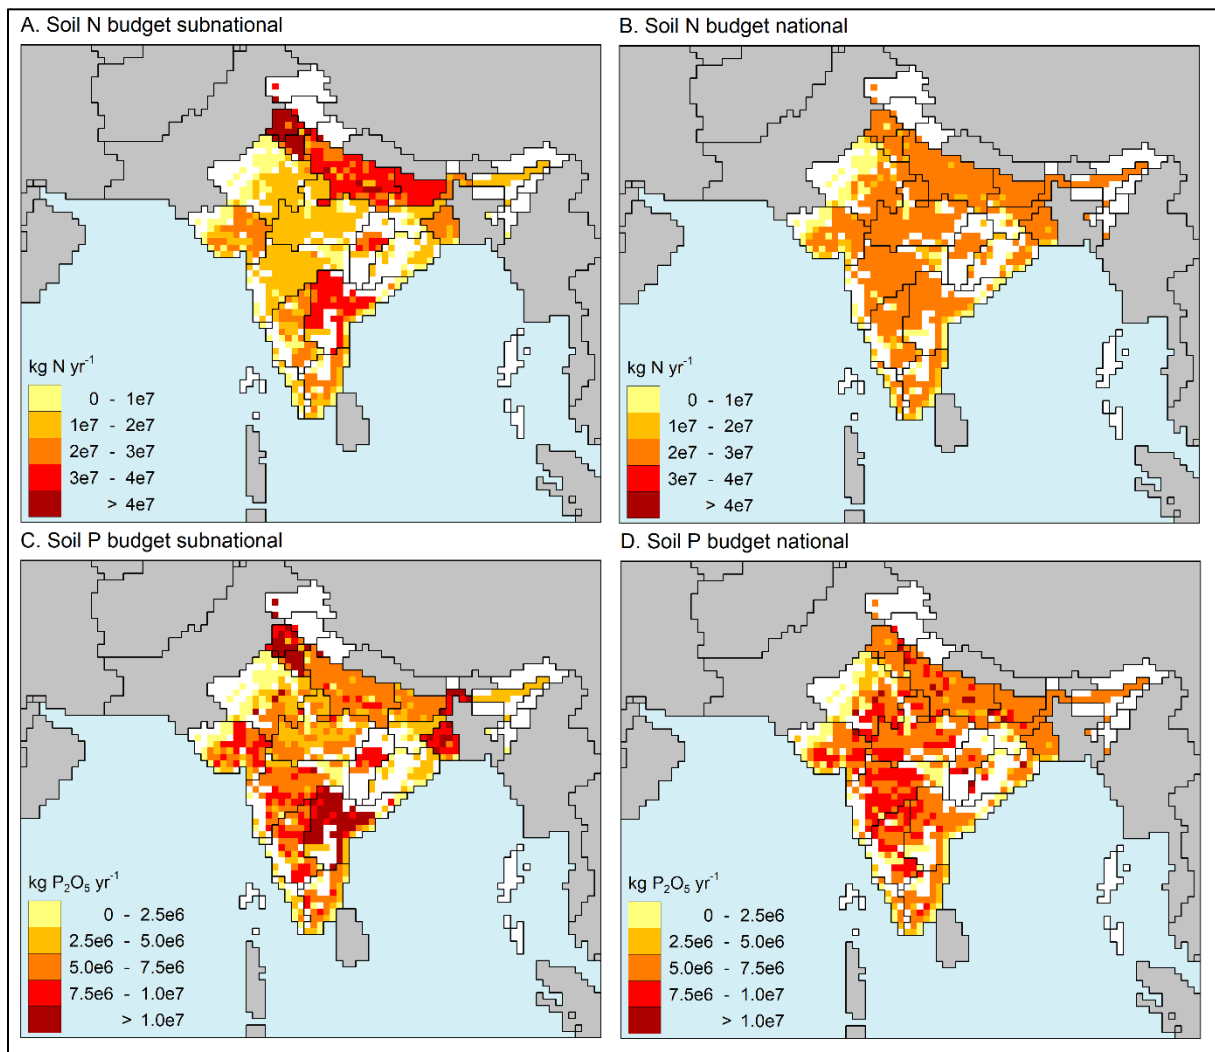 A. Soil N budget subnational
kg N yr⁻¹
0 - 1e7
1e7 - 2e7
2e7 - 3e7
3e7 - 4e7
> 4e7
B. Soil N budget national
kg N yr⁻¹
0 - 1e7
1e7 - 2e7
2e7 - 3e7
3e7 - 4e7
> 4e7
C. Soil P budget subnational
kg P₂O₅ yr⁻¹
0 - 2.5e6
2.5e6 - 5.0e6
5.0e6 - 7.5e6
7.5e6 - 1.0e7
> 1.0e7
D. Soil P budget national
kg P₂O₅ yr⁻¹
0 - 2.5e6
2.5e6 - 5.0e6
5.0e6 - 7.5e6
7.5e6 - 1.0e7
> 1.0e7